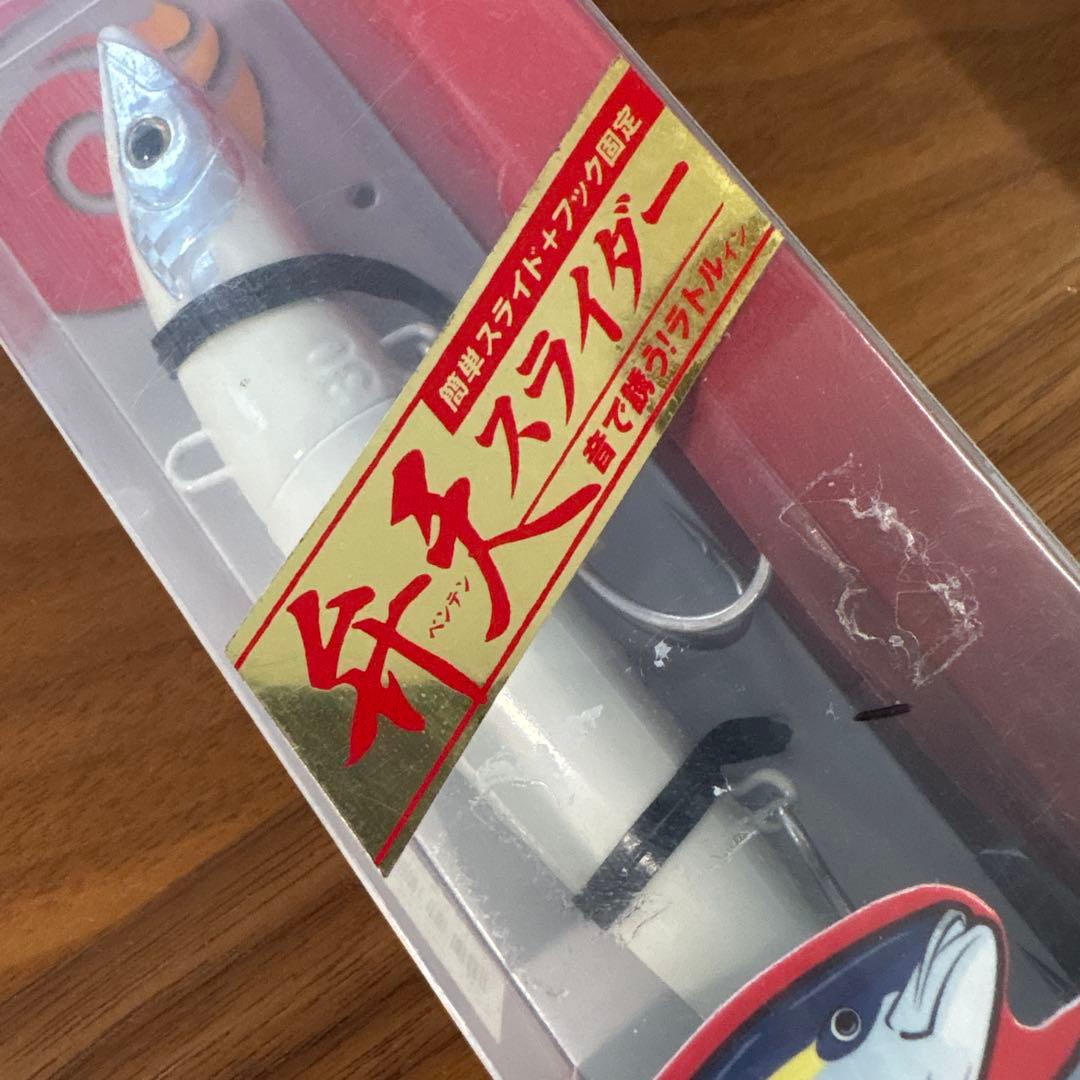 簡単スライド+フック固定
弁天スライダー
ベンテン
音で誘う!ラトルイン